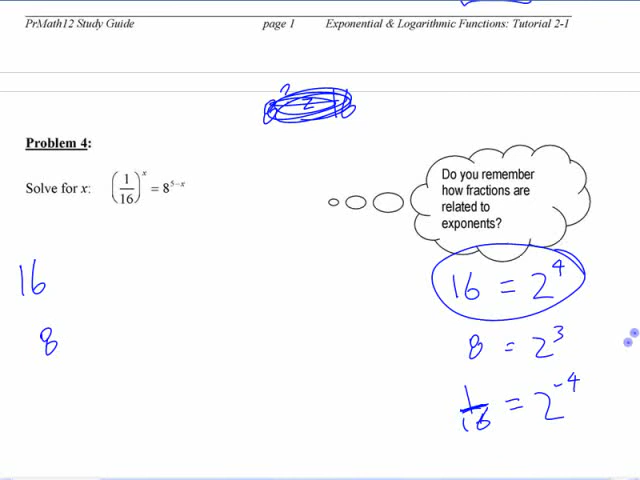 PrMath12 Study Guide page 1 Exponential & Logarithmic Functions: Tutorial 2-1
2
Problem 4:
Solve for x: (1/16)^x = 8^(5-x)
Do you remember
how fractions are
related to
exponents?
16
16 = 2^4
8
8 = 2^3
1/16 = 2^-4